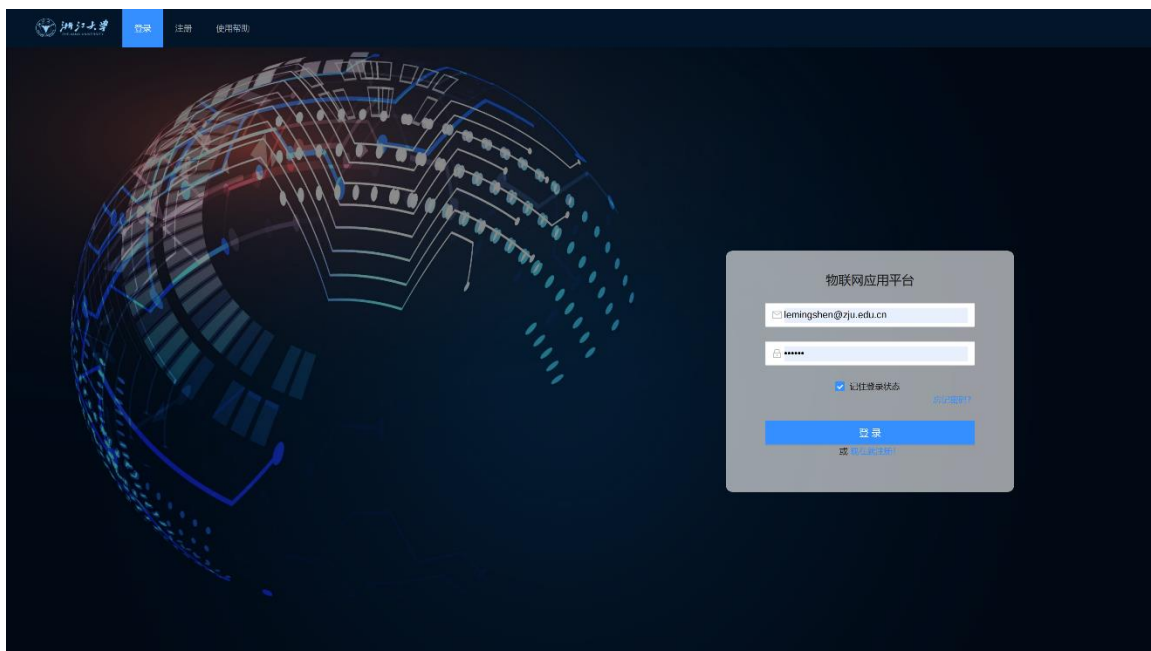 浙江大学
登录 注册 使用帮助
物联网应用平台
lemingshen@zju.edu.cn
••••••
记住登录状态
忘记密码?
登 录
或 现在就注册!